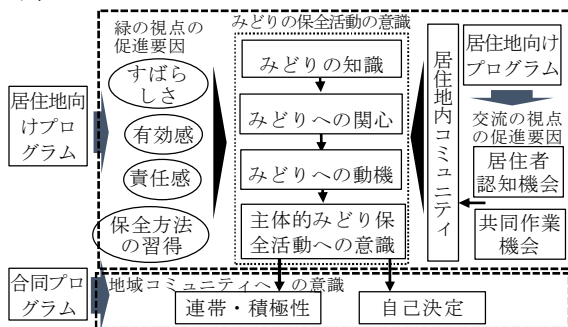 緑の視点の
促進要因
すばら
しさ
有効感
責任感
保全方法
の習得
居住地向
けプログ
ラム
みどりの保全活動の意識
みどりの知識
みどりへの関心
みどりへの動機
主体的みどり保
全活動への意識
居住地内コミュニティ
居住地向け
プログラム
交流の視点
の促進要因
居住者
認知機会
共同作業
機会
合同プロ
グラム
地域コミュニティへの意識
連帯・積極性
自己決定